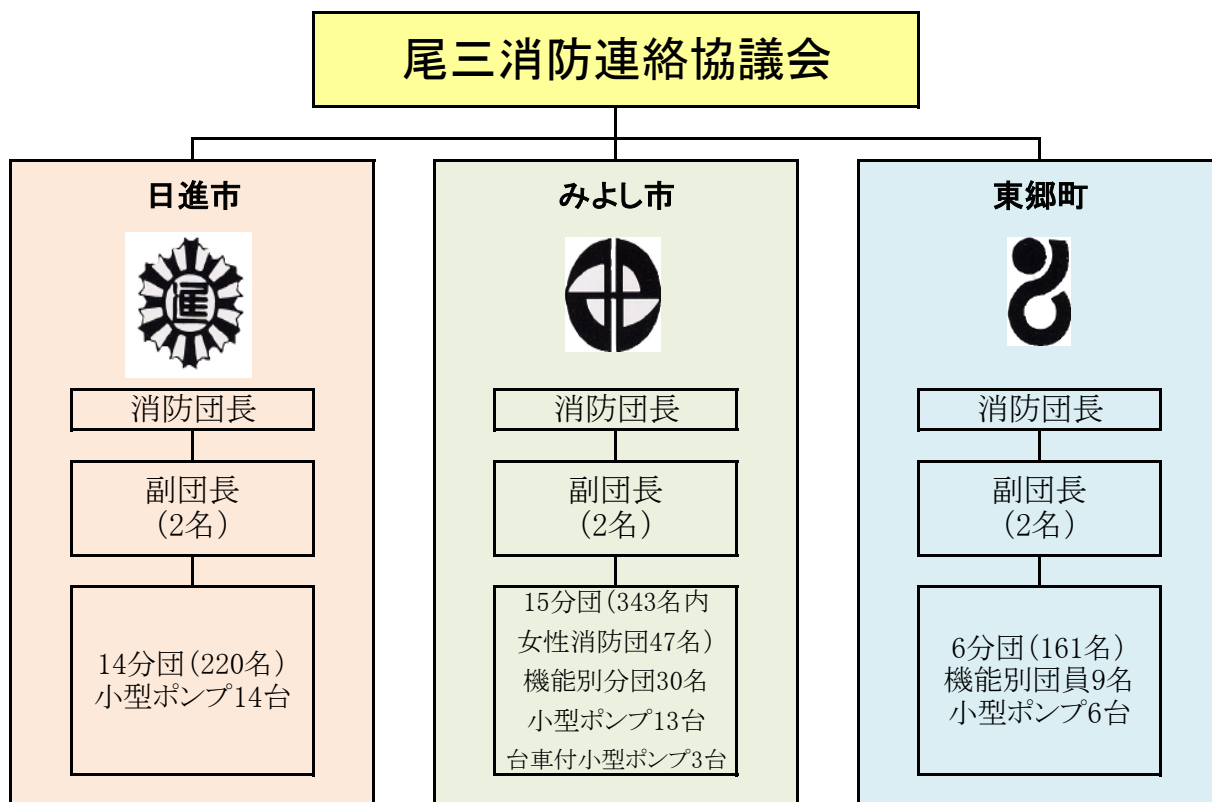 尾三消防連絡協議会
日進市
進
消防団長
副団長
(2名)
14分団(220名)
小型ポンプ14台
みよし市
消防団長
副団長
(2名)
15分団(343名内
女性消防団47名)
機能別分団30名
小型ポンプ13台
台車付小型ポンプ3台
東郷町
消防団長
副団長
(2名)
6分団(161名)
機能別団員9名
小型ポンプ6台